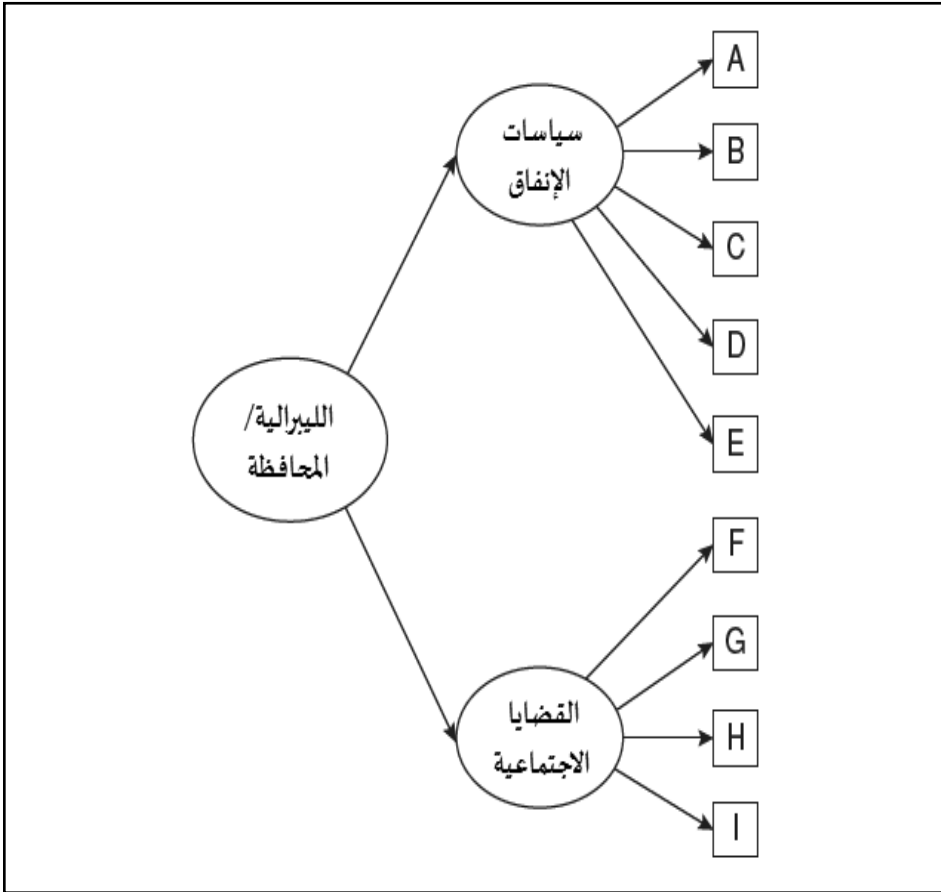 A
سياسات
الإنفاق
B
C
D
E
الليبرالية/
المحافظة
F
G
القضايا
الاجتماعية
H
I